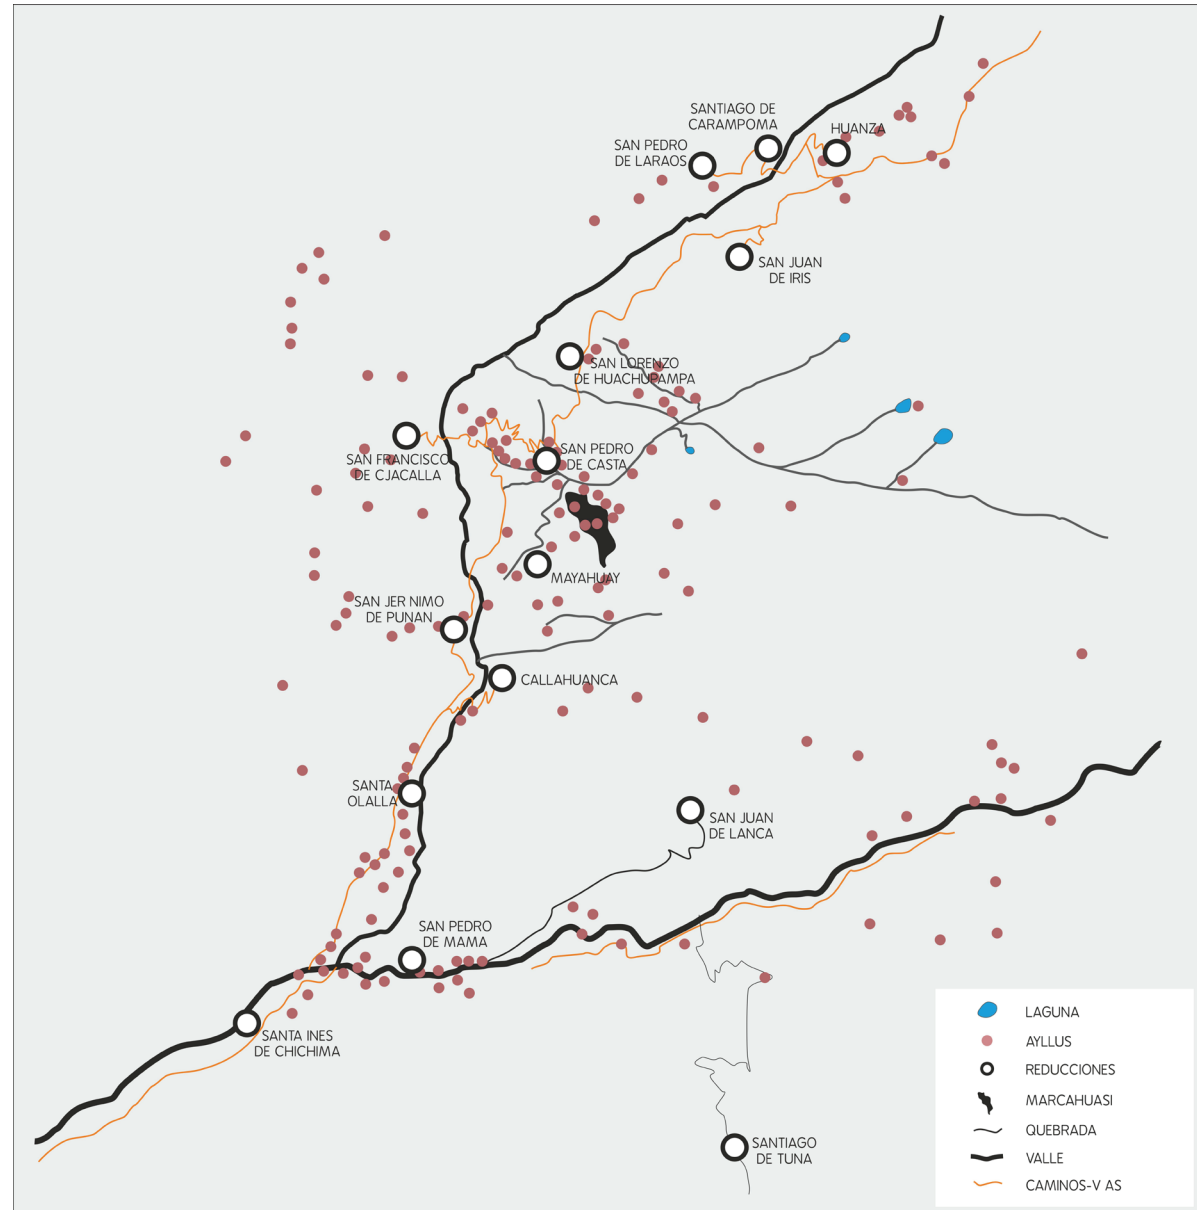 SANTIAGO DE
CARAMPOMA
HUANZA
SAN PEDRO
DE LARAOS
SAN JUAN
DE IRIS
SAN LORENZO
DE HUACHUPAMPA
SAN FRANCISCO
DE CJACALLA
SAN PEDRO
DE CASTA
MAYAHUAY
SAN JER NIMO
DE PUNAN
CALLAHUANCA
SANTA
OLALLA
SAN JUAN
DE LANCA
SAN PEDRO
DE MAMA
SANTA INES
DE CHICHIMA
SANTIAGO
DE TUNA
LAGUNA
AYLLUS
REDUCCIONES
MARCAHUASI
QUEBRADA
VALLE
CAMINOS-V AS